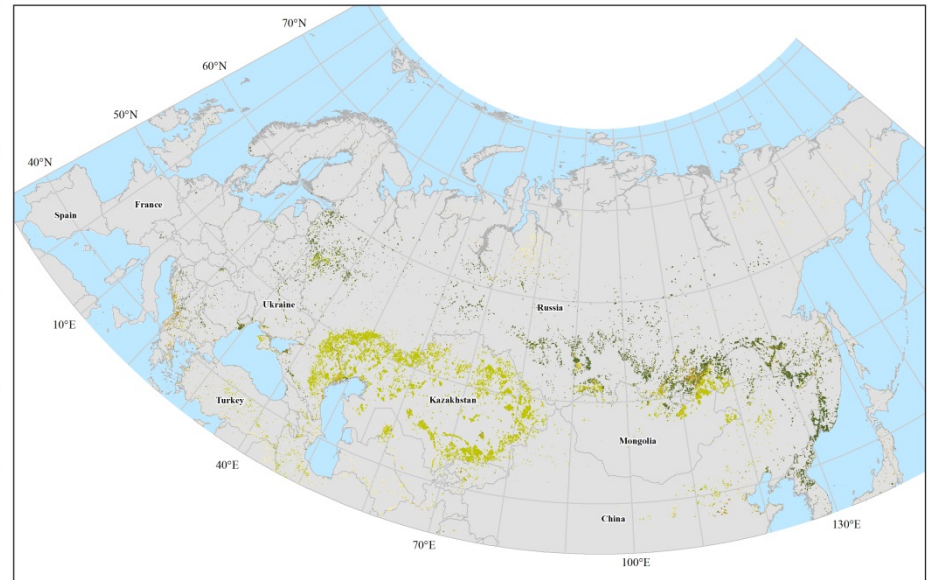 70°N
60°N
50°N
40°N
Spain
France
Ukraine
Russia
10°E
Turkey
Kazakhstan
Mongolia
40°E
China
130°E
70°E
100°E